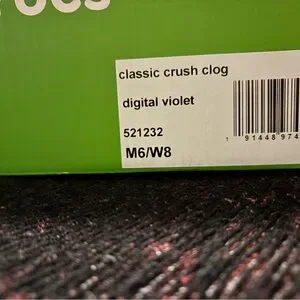 classic crush clog
digital violet
521232
M6/W8
1 91448 974